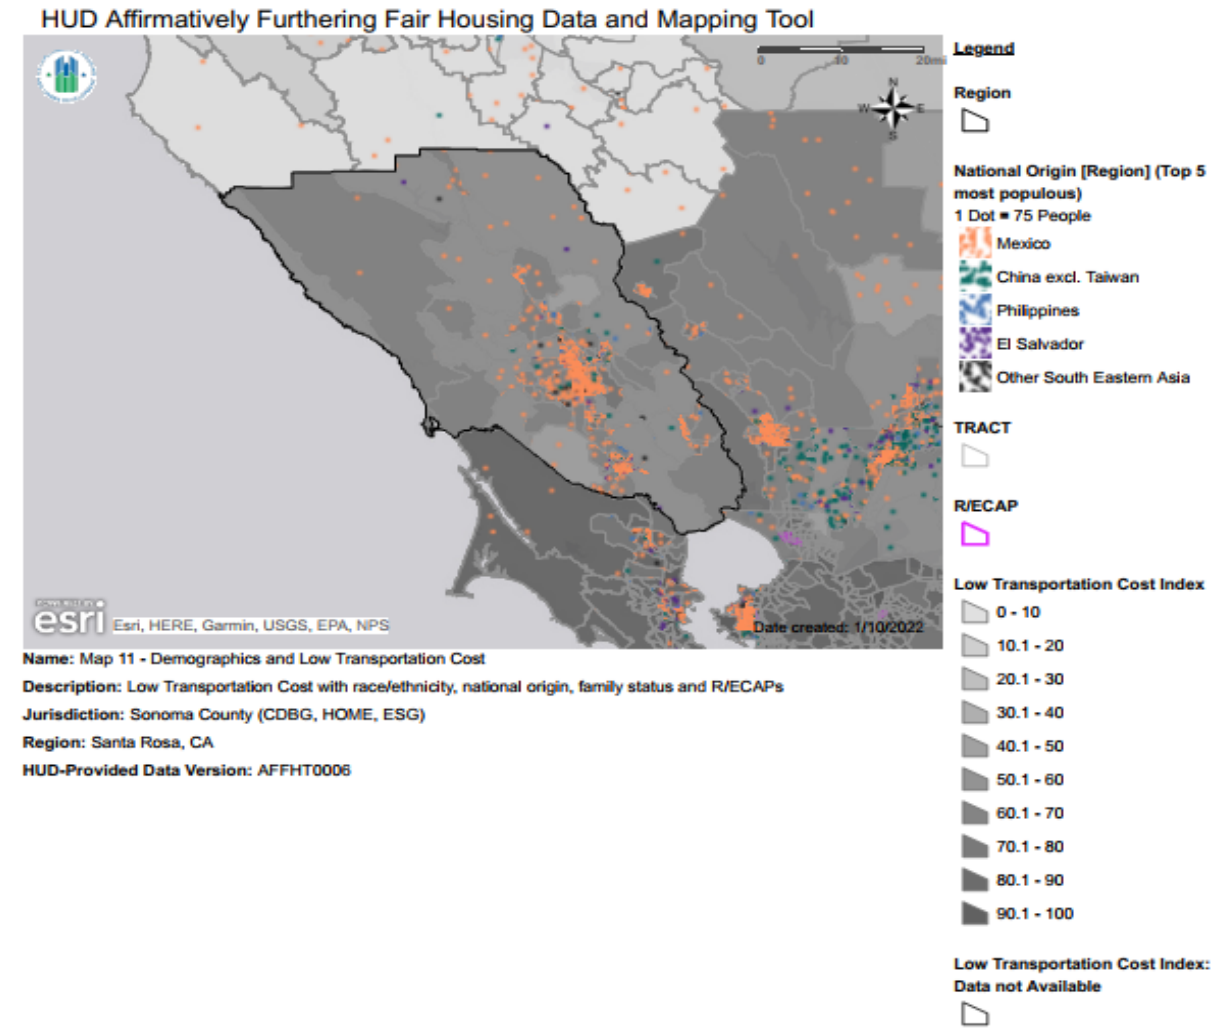 HUD Affirmatively Furthering Fair Housing Data and Mapping Tool
0 10 20mi
N
W E
S
esri Esri, HERE, Garmin, USGS, EPA, NPS
Date created: 1/10/2022
Name: Map 11 - Demographics and Low Transportation Cost
Description: Low Transportation Cost with race/ethnicity, national origin, family status and R/ECAPs
Jurisdiction: Sonoma County (CDBG, HOME, ESG)
Region: Santa Rosa, CA
HUD-Provided Data Version: AFFHT0006
Legend
Region
National Origin [Region] (Top 5
most populous)
1 Dot = 75 People
Mexico
China excl. Taiwan
Philippines
El Salvador
Other South Eastern Asia
TRACT
R/ECAP
Low Transportation Cost Index
0 - 10
10.1 - 20
20.1 - 30
30.1 - 40
40.1 - 50
50.1 - 60
60.1 - 70
70.1 - 80
80.1 - 90
90.1 - 100
Low Transportation Cost Index:
Data not Available